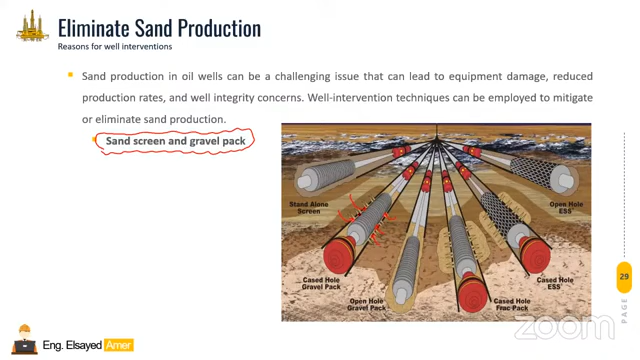 Eliminate Sand Production
Reasons for well interventions
Sand production in oil wells can be a challenging issue that can lead to equipment damage, reduced
production rates, and well integrity concerns. Well-intervention techniques can be employed to mitigate
or eliminate sand production.
Sand screen and gravel pack
Stand Alone
Screen
Open Hole
ESS
Cased Hole
Gravel Pack
Cased Hole
ESS
Open Hole
Gravel Pack
Cased Hole
Frac Pack
29
PAGE
zoom
Eng. Elsayed Amer